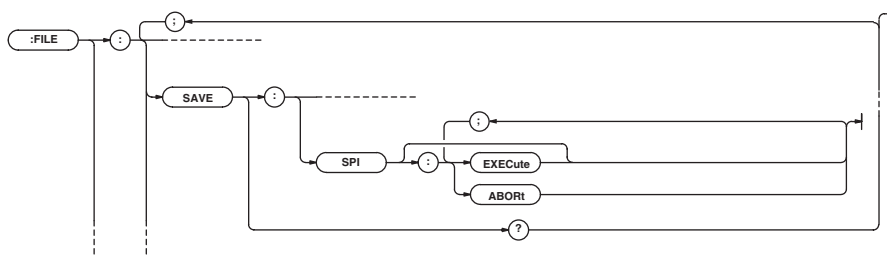 ;
:FILE :
SAVE :
;
SPI : EXECute
ABORt
?